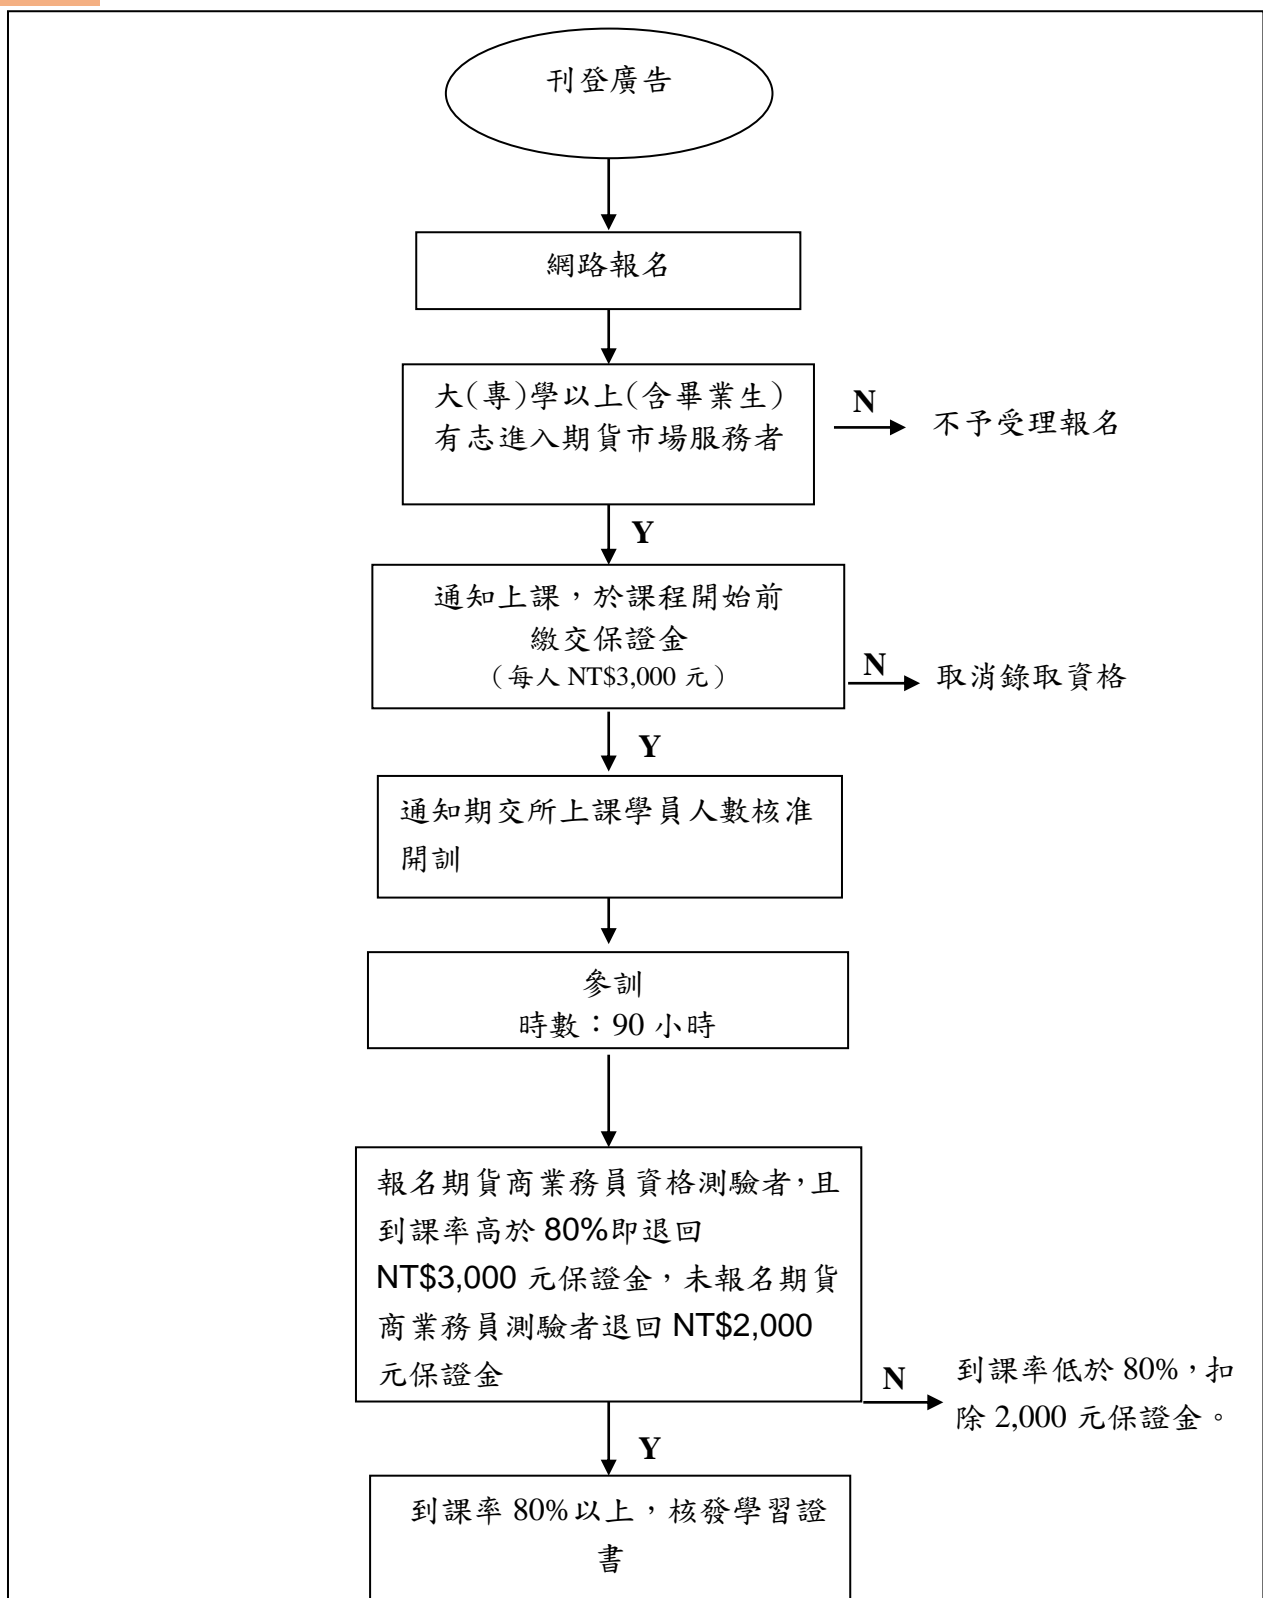 刊登廣告
網路報名
大(專)學以上(含畢業生)
有志進入期貨市場服務者
N
不予受理報名
Y
通知上課，於課程開始前
繳交保證金
（每人 NT$3,000 元）
N
取消錄取資格
Y
通知期交所上課學員人數核准
開訓
參訓
時數：90 小時
報名期貨商業務員資格測驗者，且
到課率高於 80%即退回
NT$3,000 元保證金，未報名期貨
商業務員測驗者退回 NT$2,000
元保證金
N
到課率低於 80%，扣
除 2,000 元保證金。
Y
到課率 80%以上，核發學習證
書